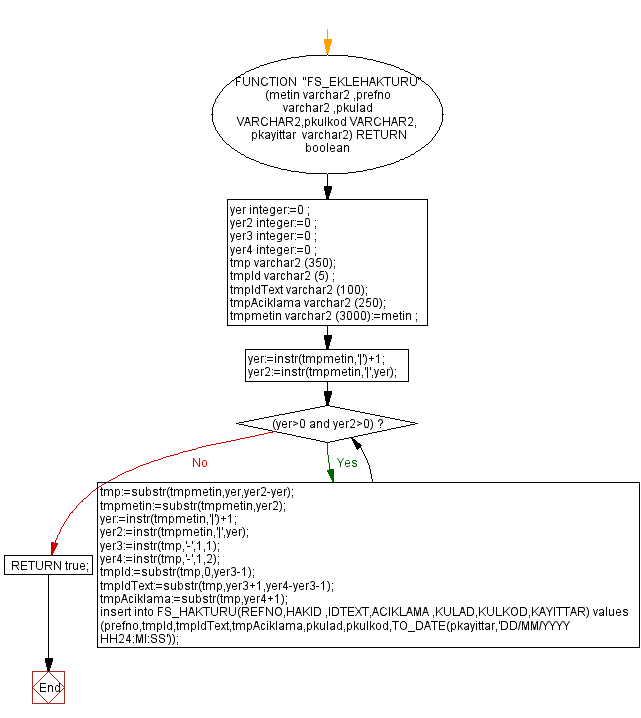 FUNCTION "FS_EKLEHAKTURU"
(metin varchar2 ,prefno
varchar2 ,pkulad
VARCHAR2,pkulkod VARCHAR2,
pkayittar varchar2) RETURN
boolean
yer integer:=0 ;
yer2 integer:=0 ;
yer3 integer:=0 ;
yer4 integer:=0 ;
tmp varchar2 (350);
tmpId varchar2 (5) ;
tmpIdText varchar2 (100);
tmpAciklama varchar2 (250);
tmpmetin varchar2 (3000):=metin ;
yer:=instr(tmpmetin,'|')+1;
yer2:=instr(tmpmetin,'|',yer);
(yer>0 and yer2>0) ?
No
Yes
tmp:=substr(tmpmetin,yer,yer2-yer);
tmpmetin:=substr(tmpmetin,yer2);
yer:=instr(tmpmetin,'|')+1;
yer2:=instr(tmpmetin,'|',yer);
yer3:=instr(tmp,'-',1,1);
yer4:=instr(tmp,'-',1,2);
tmpId:=substr(tmp,0,yer3-1);
tmpIdText:=substr(tmp,yer3+1,yer4-yer3-1);
tmpAciklama:=substr(tmp,yer4+1);
insert into FS_HAKTURU(REFNO,HAKID ,IDTEXT,ACIKLAMA ,KULAD,KULKOD,KAYITTAR) values
(prefno,tmpId,tmpIdText,tmpAciklama,pkulad,pkulkod,TO_DATE(pkayittar,'DD/MM/YYYY
HH24:MI:SS'));
RETURN true;
End